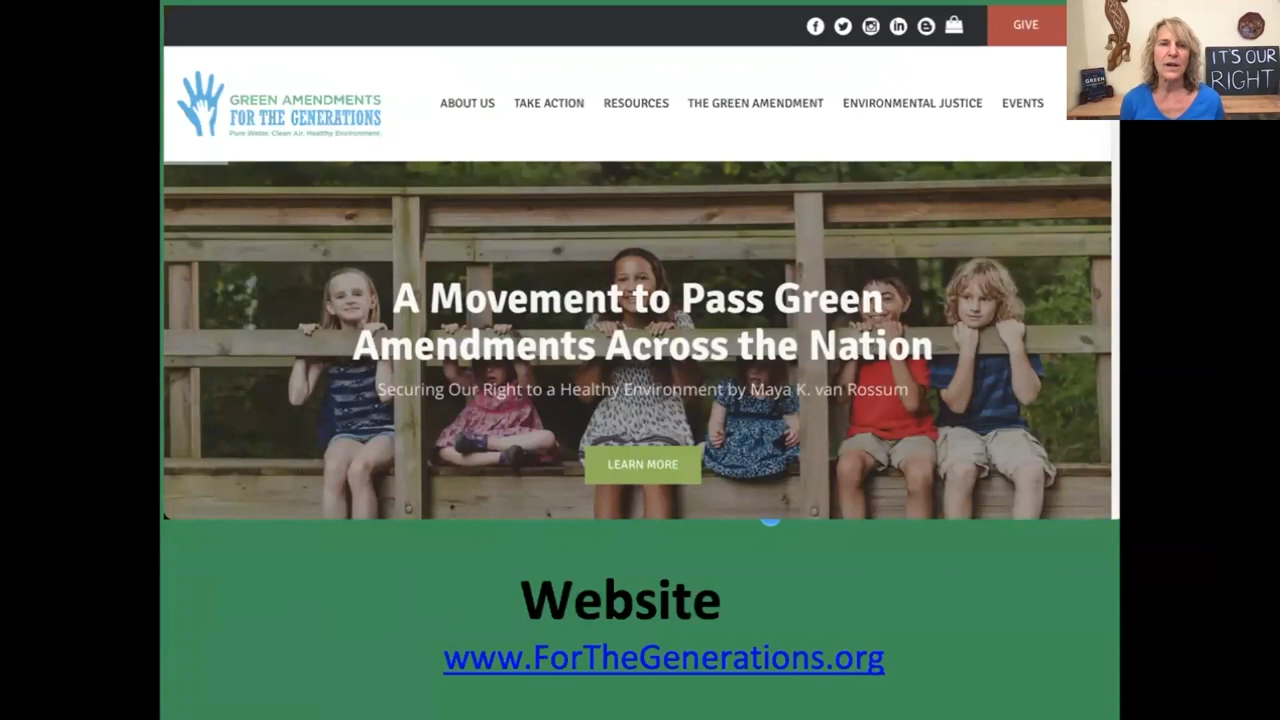 GIVE
GREEN AMENDMENTS
FOR THE GENERATIONS
Pure Water. Clean Air. Healthy Environment.
ABOUT US TAKE ACTION RESOURCES THE GREEN AMENDMENT ENVIRONMENTAL JUSTICE EVENTS
IT'S OUR
RIGHT
GREEN
A Movement to Pass Green
Amendments Across the Nation
Securing Our Right to a Healthy Environment by Maya K. van Rossum
LEARN MORE
Website
www.ForTheGenerations.org